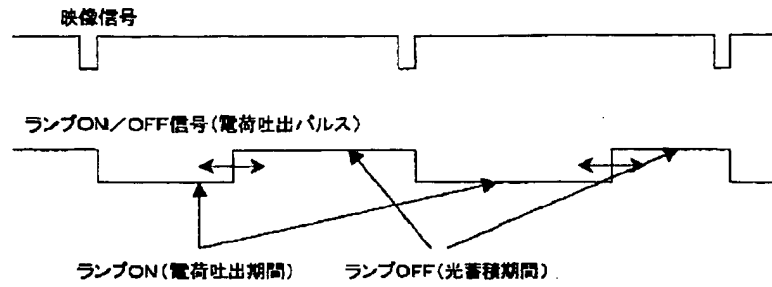 映像信号
ランプON/OFF信号(電荷吐出パルス)
ランプON(電荷吐出期間)
ランプOFF(光蓄積期間)